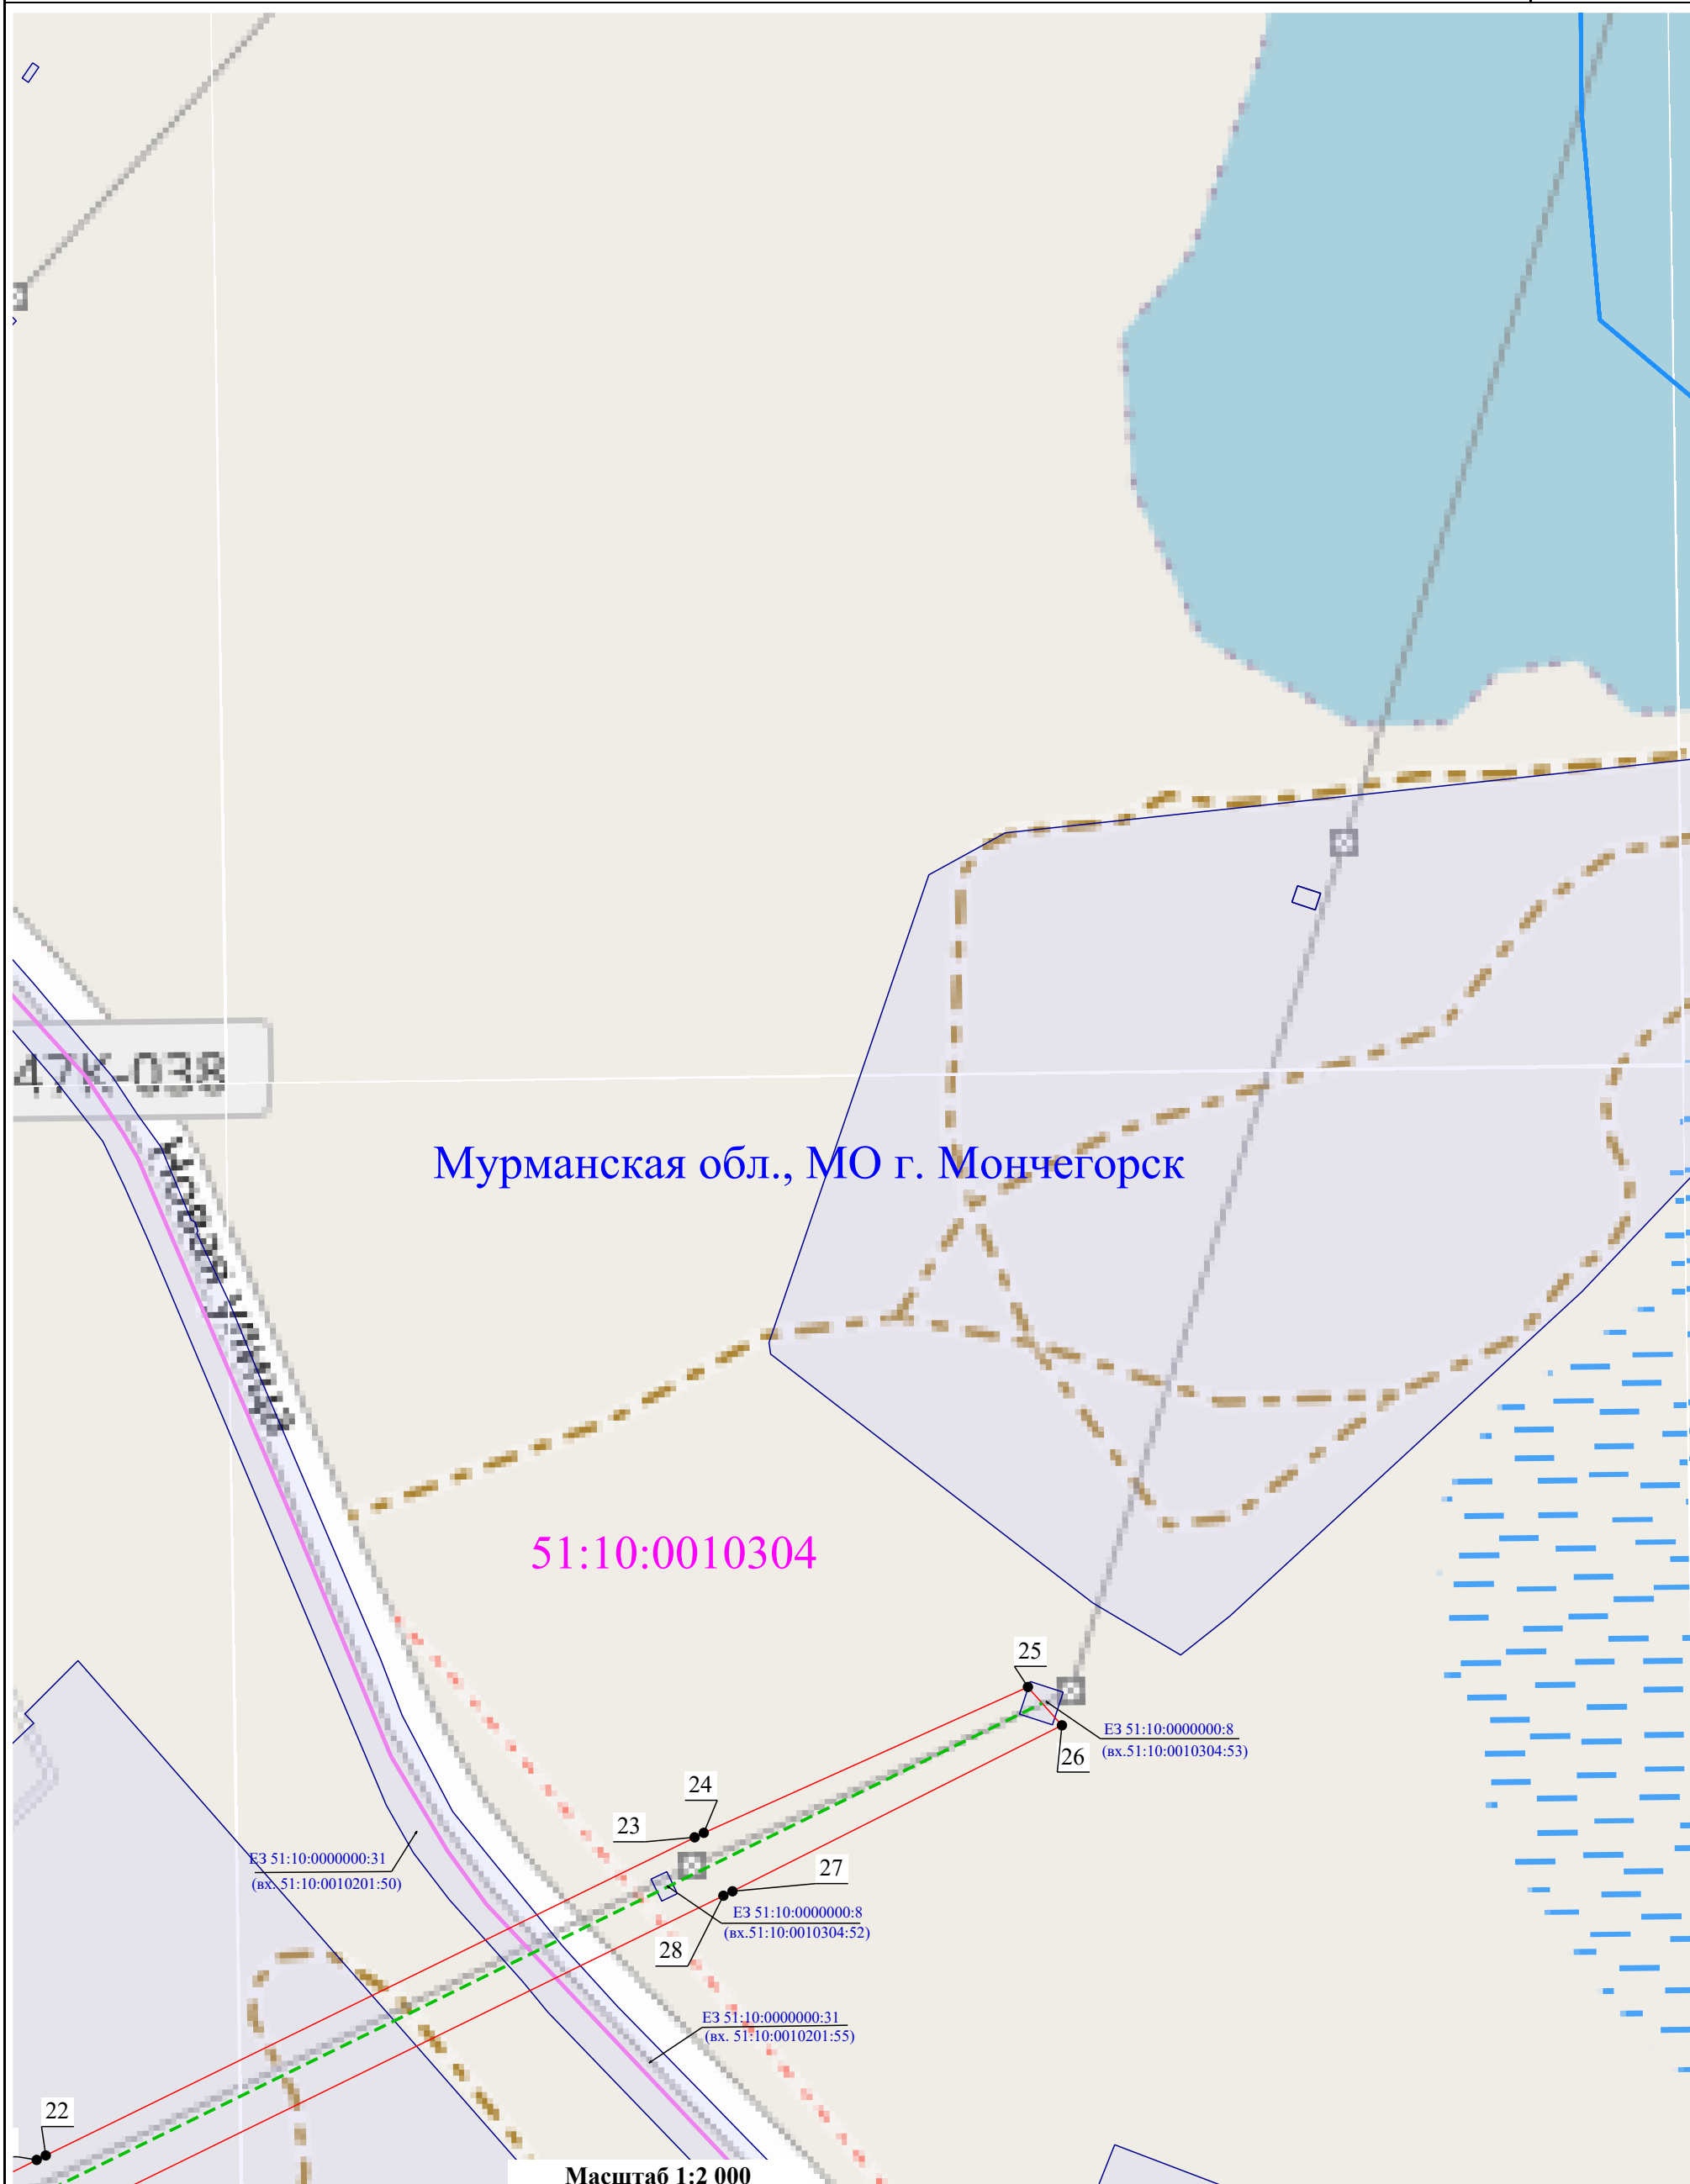 47К-038
Мурманская обл., МО г. Мончегорск
51:10:0010304
25
ЕЗ 51:10:0000000:8
(вх.51:10:0010304:53)
26
24
23
ЕЗ 51:10:0000000:31
(вх. 51:10:0010201:50)
27
ЕЗ 51:10:0000000:8
(вх.51:10:0010304:52)
28
ЕЗ 51:10:0000000:31
(вх. 51:10:0010201:55)
22
Масштаб 1:2 000